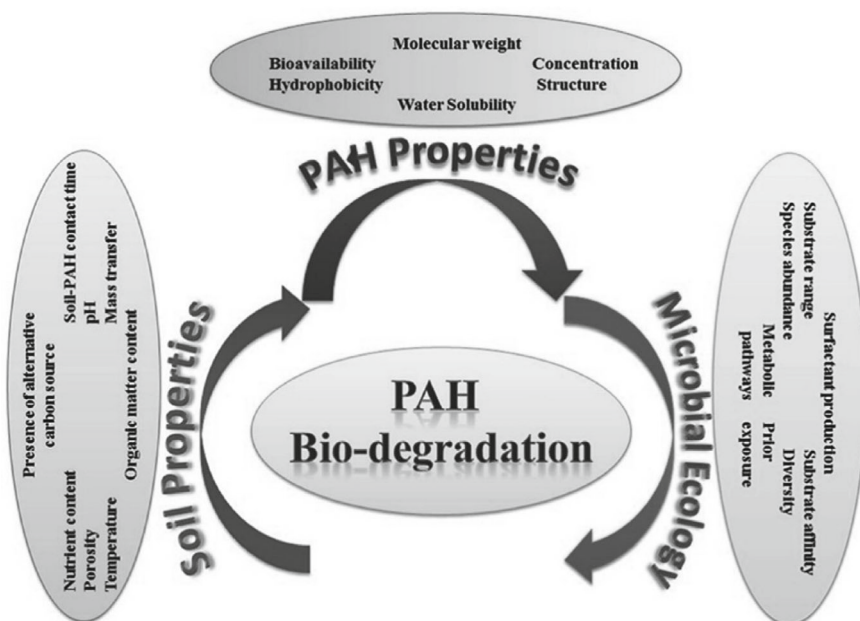 Molecular weight
Bioavailability
Concentration
Hydrophobicity
Structure
Water Solubility
PAH Properties
Presence of alternative
carbon source
Soil-PAH contact time
pH
Mass transfer
Organic matter content
Nutrient content
Porosity
Temperature
Soil Properties
PAH
Bio-degradation
Microbial Ecology
Surfactant production
Substrate range
Species abundance
Metabolic
pathways
Substrate affinity
Diversity
Prior
exposure